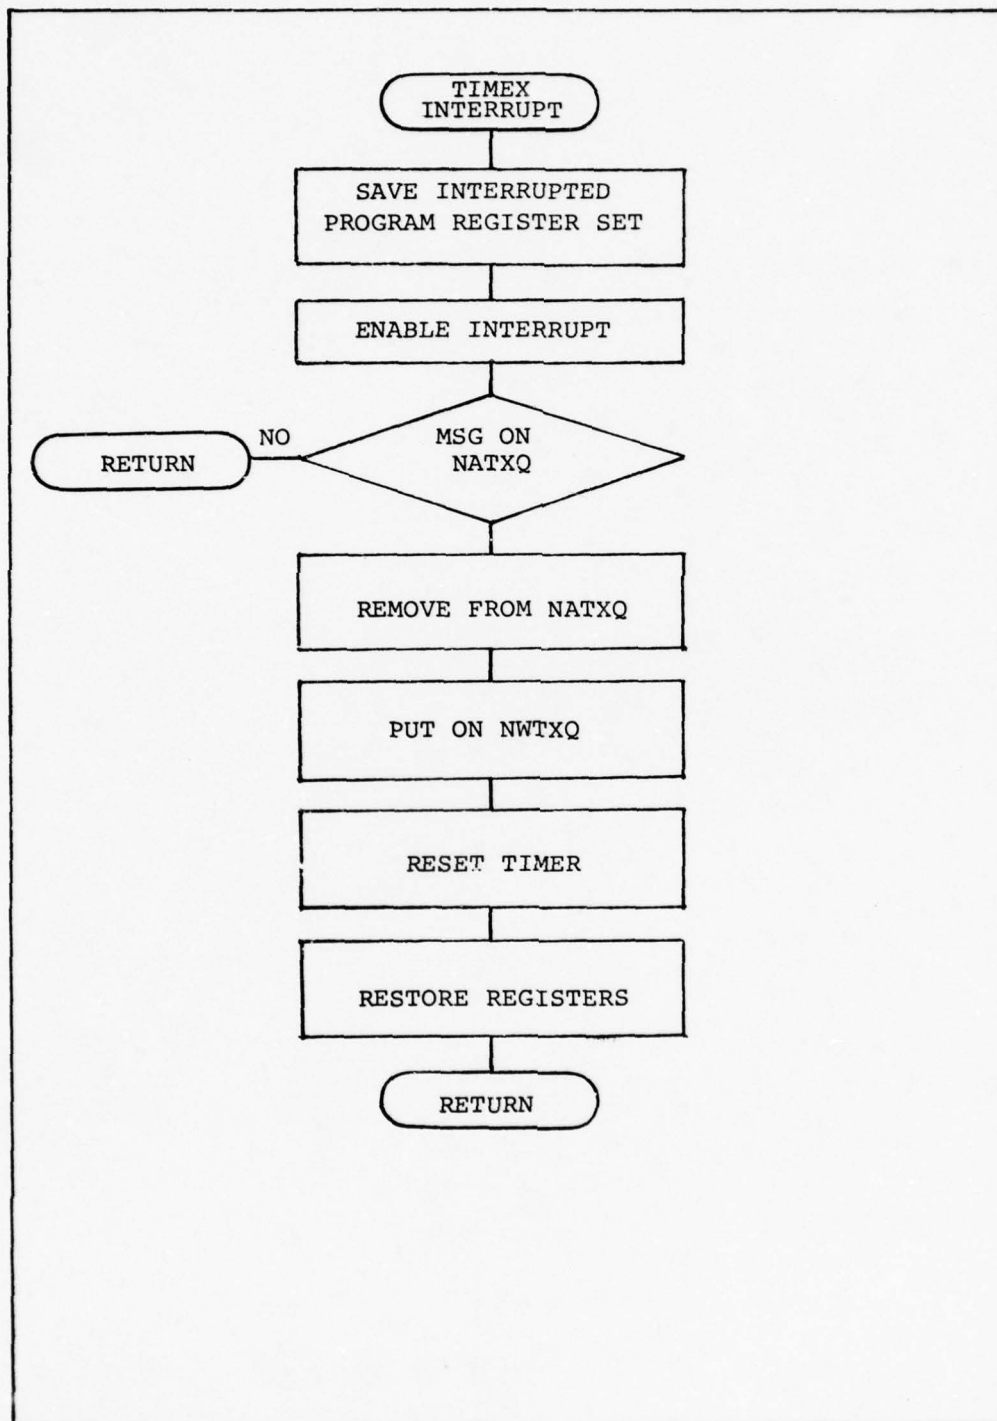 TIMEX
INTERRUPT
SAVE INTERRUPTED
PROGRAM REGISTER SET
ENABLE INTERRUPT
MSG ON
NATXQ
NO
RETURN
REMOVE FROM NATXQ
PUT ON NWTXQ
RESET TIMER
RESTORE REGISTERS
RETURN